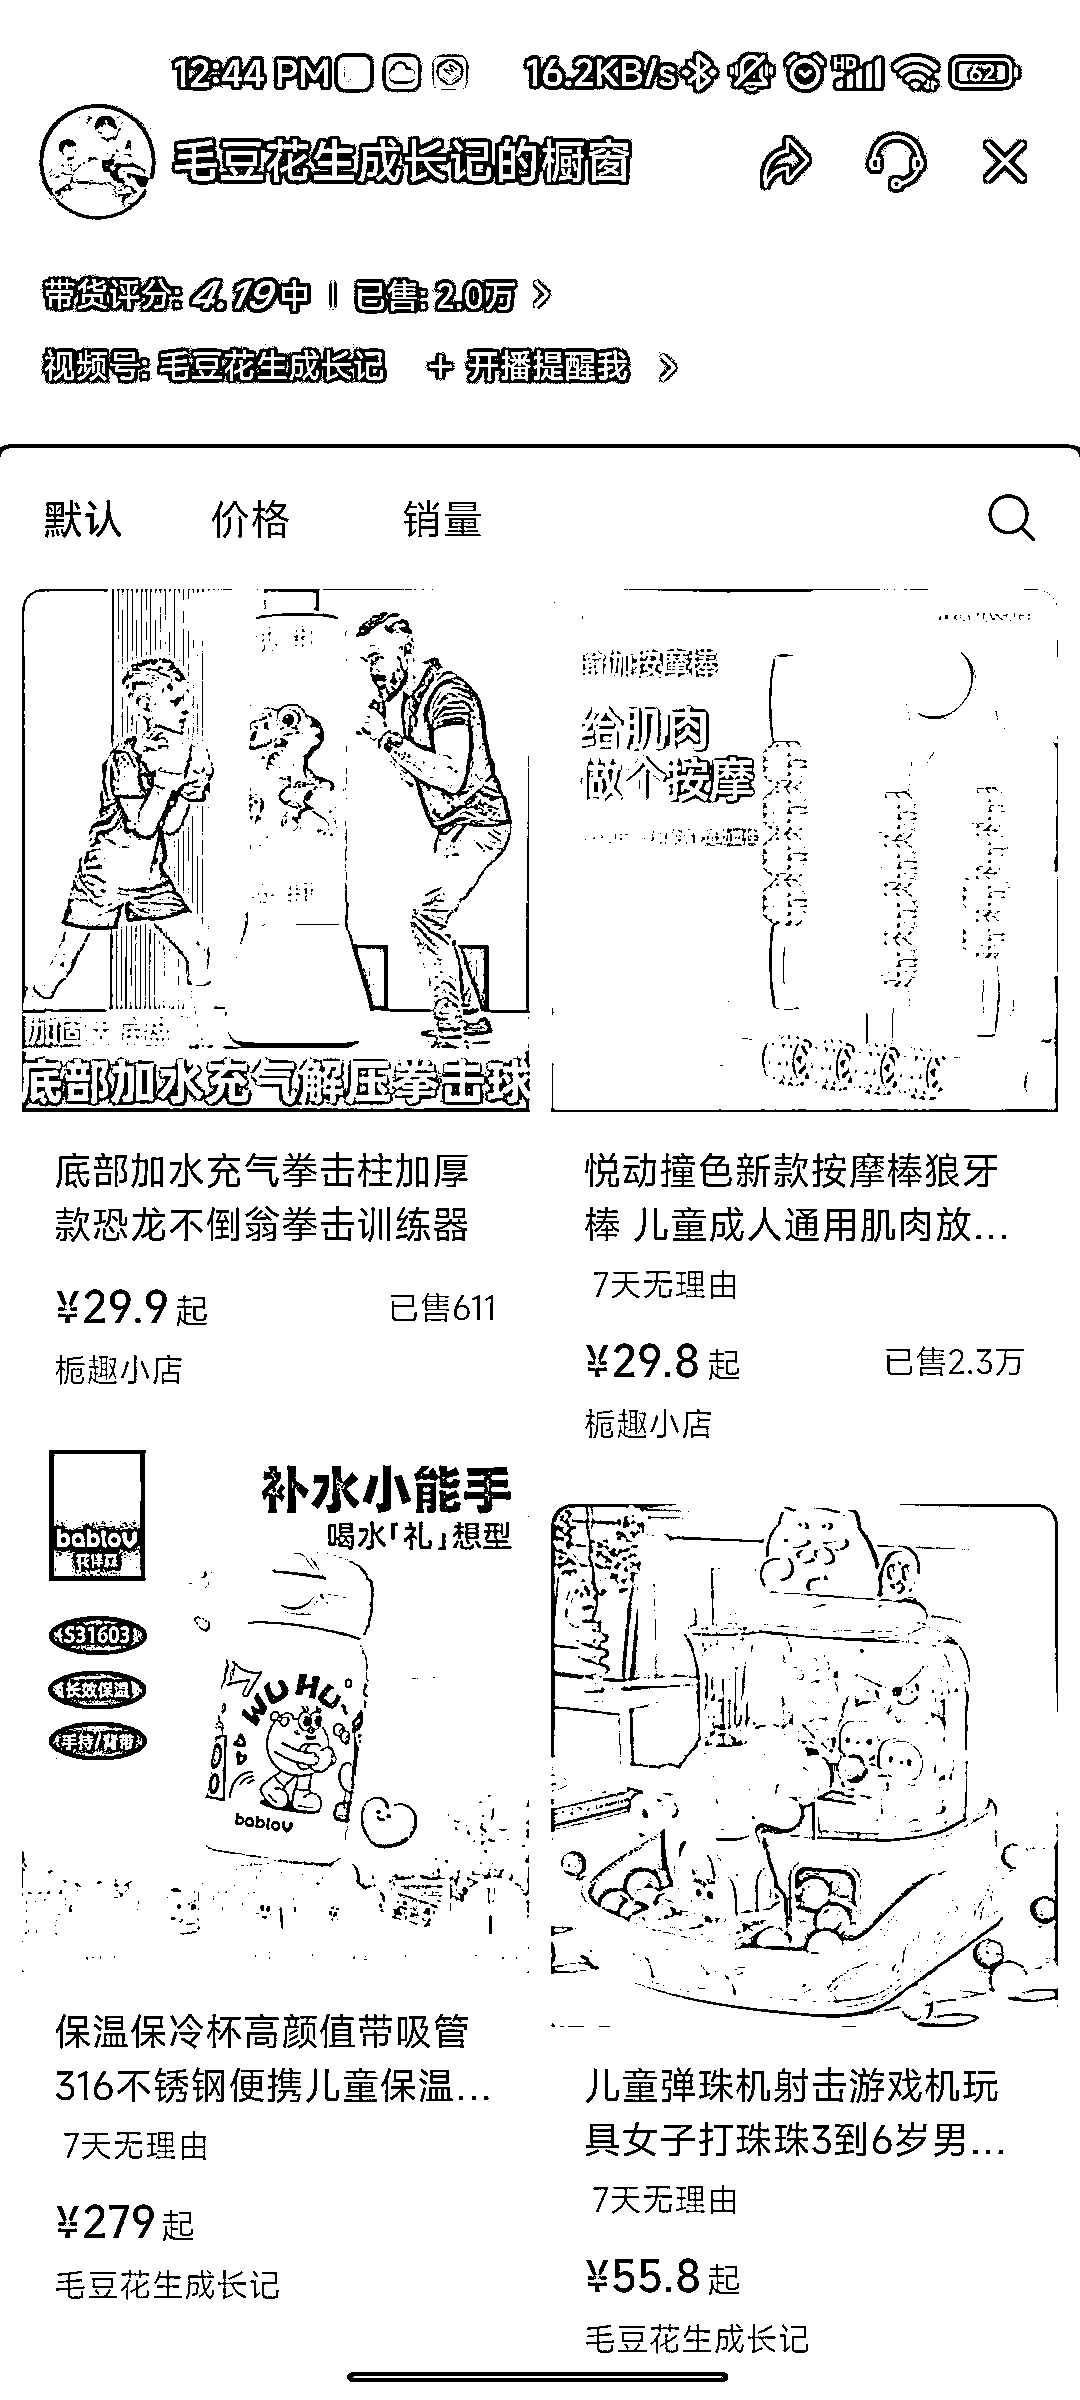 12:44 PM
16.2KB/s
HD
62
毛豆花生成长记的橱窗
带货评分: 4.19中 | 已售: 2.0万
视频号: 毛豆花生成长记 + 开播提醒我
默认 价格 销量
底部加水充气解压拳击球
底部加水充气拳击柱加厚
款恐龙不倒翁拳击训练器
¥29.9起 已售611
栀趣小店
瑜伽按摩棒
给肌肉
做个按摩
悦动撞色新款按摩棒狼牙
棒 儿童成人通用肌肉放...
7天无理由
¥29.8起 已售2.3万
栀趣小店
bablov
补水小能手
喝水「礼」想型
S31603
长效保温
手持/背带
WU HU~
bablov
保温保冷杯高颜值带吸管
316不锈钢便携儿童保温...
7天无理由
¥279起
毛豆花生成长记
儿童弹珠机射击游戏机玩
具女子打珠珠3到6岁男...
7天无理由
¥55.8起
毛豆花生成长记